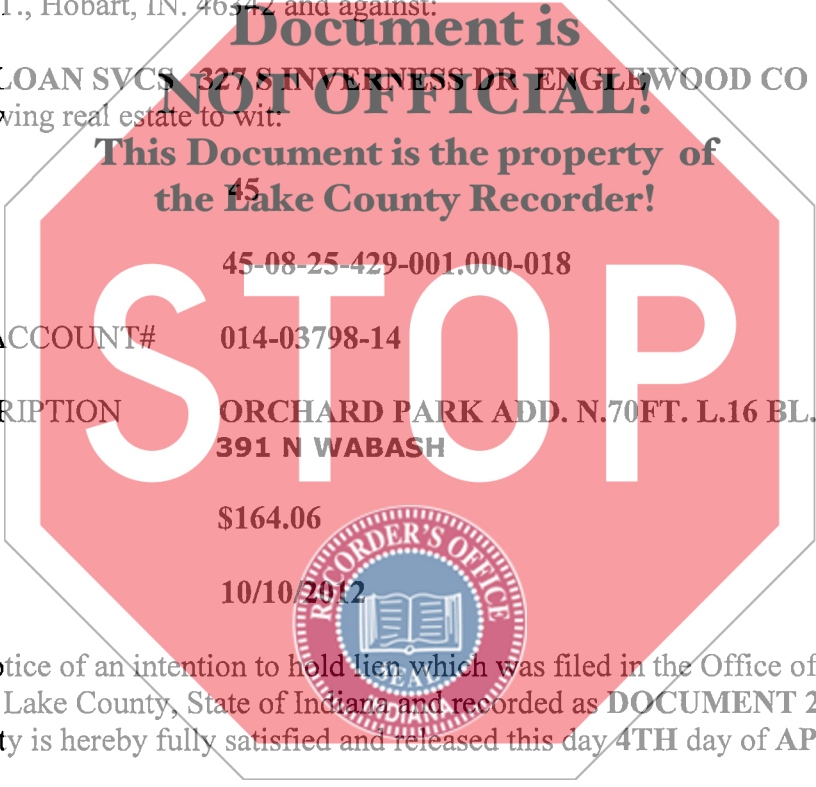 T., Hobart, IN. 46342 and against:
Document is
LOAN SVCS 327 S INVERNESS DR ENGLEWOOD CO
NOT OFFICIAL!
wing real estate to wit:
This Document is the property of
45
the Lake County Recorder!
45-08-25-429-001.000-018
STOP
ACCOUNT# 014-03798-14
RIPTION ORCHARD PARK ADD. N.70FT. L.16 BL.
391 N WABASH
$164.06
RECORDER'S OFFICE
10/10/2012
otice of an intention to hold lien which was filed in the Office of
SEAL
Lake County, State of Indiana and recorded as DOCUMENT 2
INDIANA
ty is hereby fully satisfied and released this day 4TH day of AP